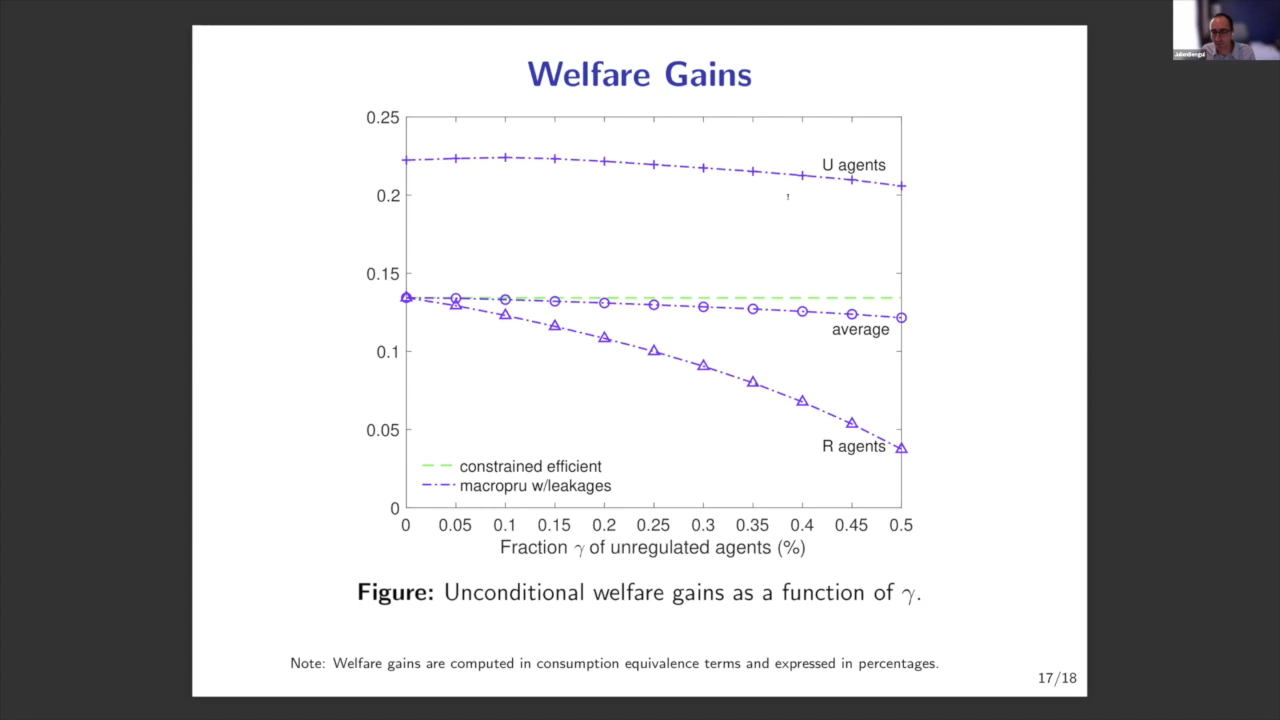 Welfare Gains
0.25
0.2
0.15
0.1
0.05
0
U agents
average
R agents
constrained efficient
macropru w/leakages
0 0.05 0.1 0.15 0.2 0.25 0.3 0.35 0.4 0.45 0.5
Fraction γ of unregulated agents (%)
Figure: Unconditional welfare gains as a function of γ.
Note: Welfare gains are computed in consumption equivalence terms and expressed in percentages.
17/18